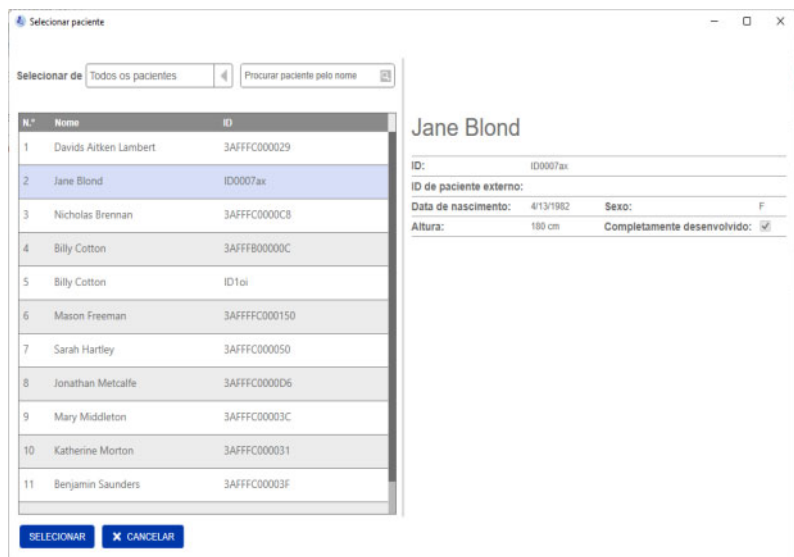 Selecionar paciente
Selecionar de Todos os pacientes Procurar paciente pelo nome
N.º Nome ID
1 Davids Aitken Lambert 3AFFFC000029
2 Jane Blond ID0007ax
3 Nicholas Brennan 3AFFFC0000C8
4 Billy Cotton 3AFFFB00000C
5 Billy Cotton ID1oi
6 Mason Freeman 3AFFFFC000150
7 Sarah Hartley 3AFFFC000050
8 Jonathan Metcalfe 3AFFFC0000D6
9 Mary Middleton 3AFFFC00003C
10 Katherine Morton 3AFFFC000031
11 Benjamin Saunders 3AFFFC00003F
SELECIONAR CANCELAR
Jane Blond
ID: ID0007ax
ID de paciente externo:
Data de nascimento: 4/13/1982 Sexo: F
Altura: 180 cm Completamente desenvolvido: